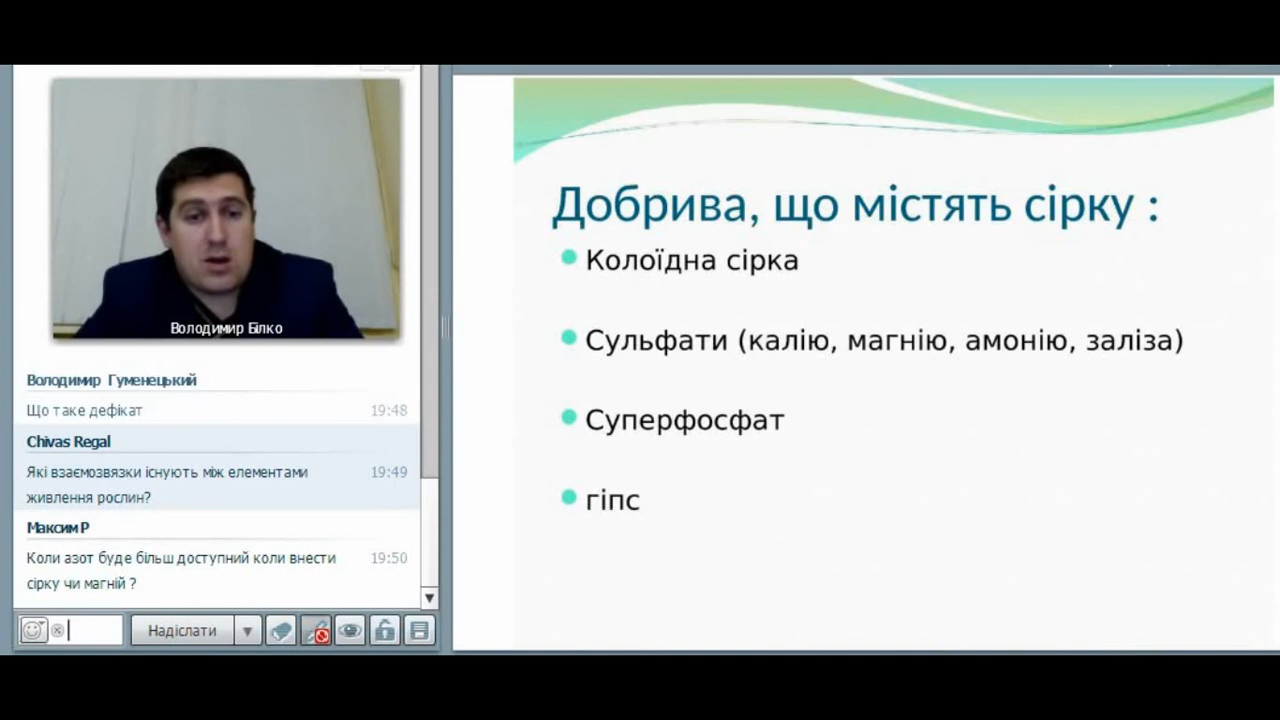 Володимир Білко
Володимир Гуменецький
Що таке дефікат 19:48
Chivas Regal
Які взаємозвязки існують між елементами 19:49
живлення рослин?
Максим Р
Коли азот буде більш доступний коли внести 19:50
сірку чи магній ?
Надіслати
Добрива, що містять сірку :
Колоїдна сірка
Сульфати (калію, магнію, амонію, заліза)
Суперфосфат
гіпс